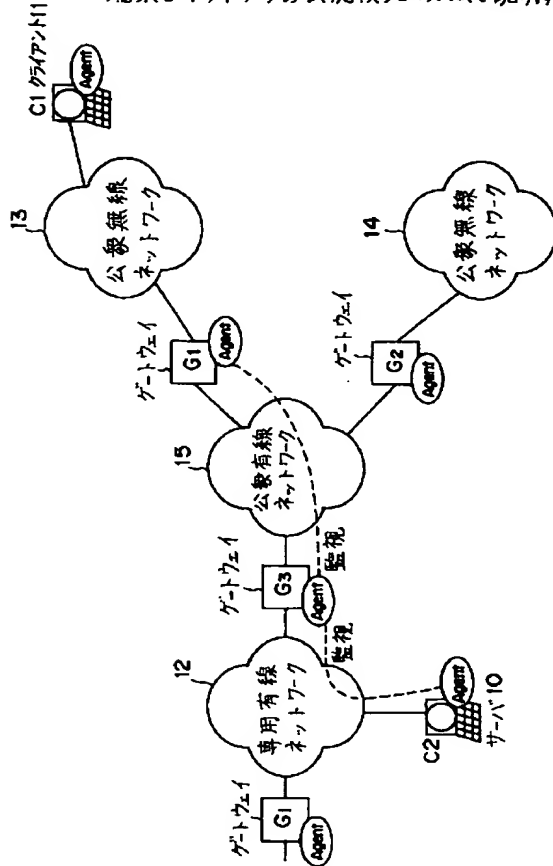 C1 クライアント11
Agent
13
公衆無線
ネットワーク
14
公衆無線
ネットワーク
ゲートウェイ
G1
Agent
ゲートウェイ
G2
Agent
15
公衆有線
ネットワーク
監視
ゲートウェイ
G3
Agent
監視
12
専用有線
ネットワーク
Agent
C2
サーバ10
ゲートウェイ
G1
Agent